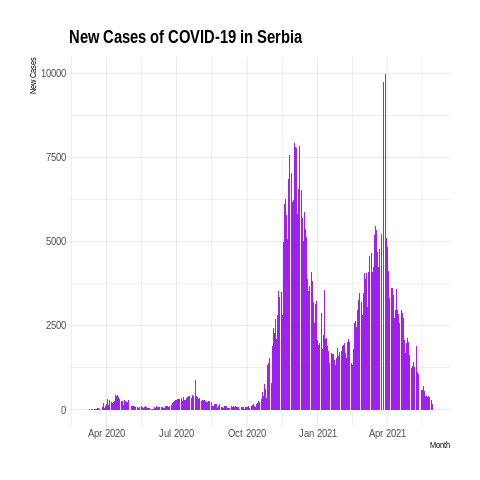 New Cases of COVID-19 in Serbia
New Cases
10000
7500
5000
2500
0
Apr 2020 Jul 2020 Oct 2020 Jan 2021 Apr 2021
Month